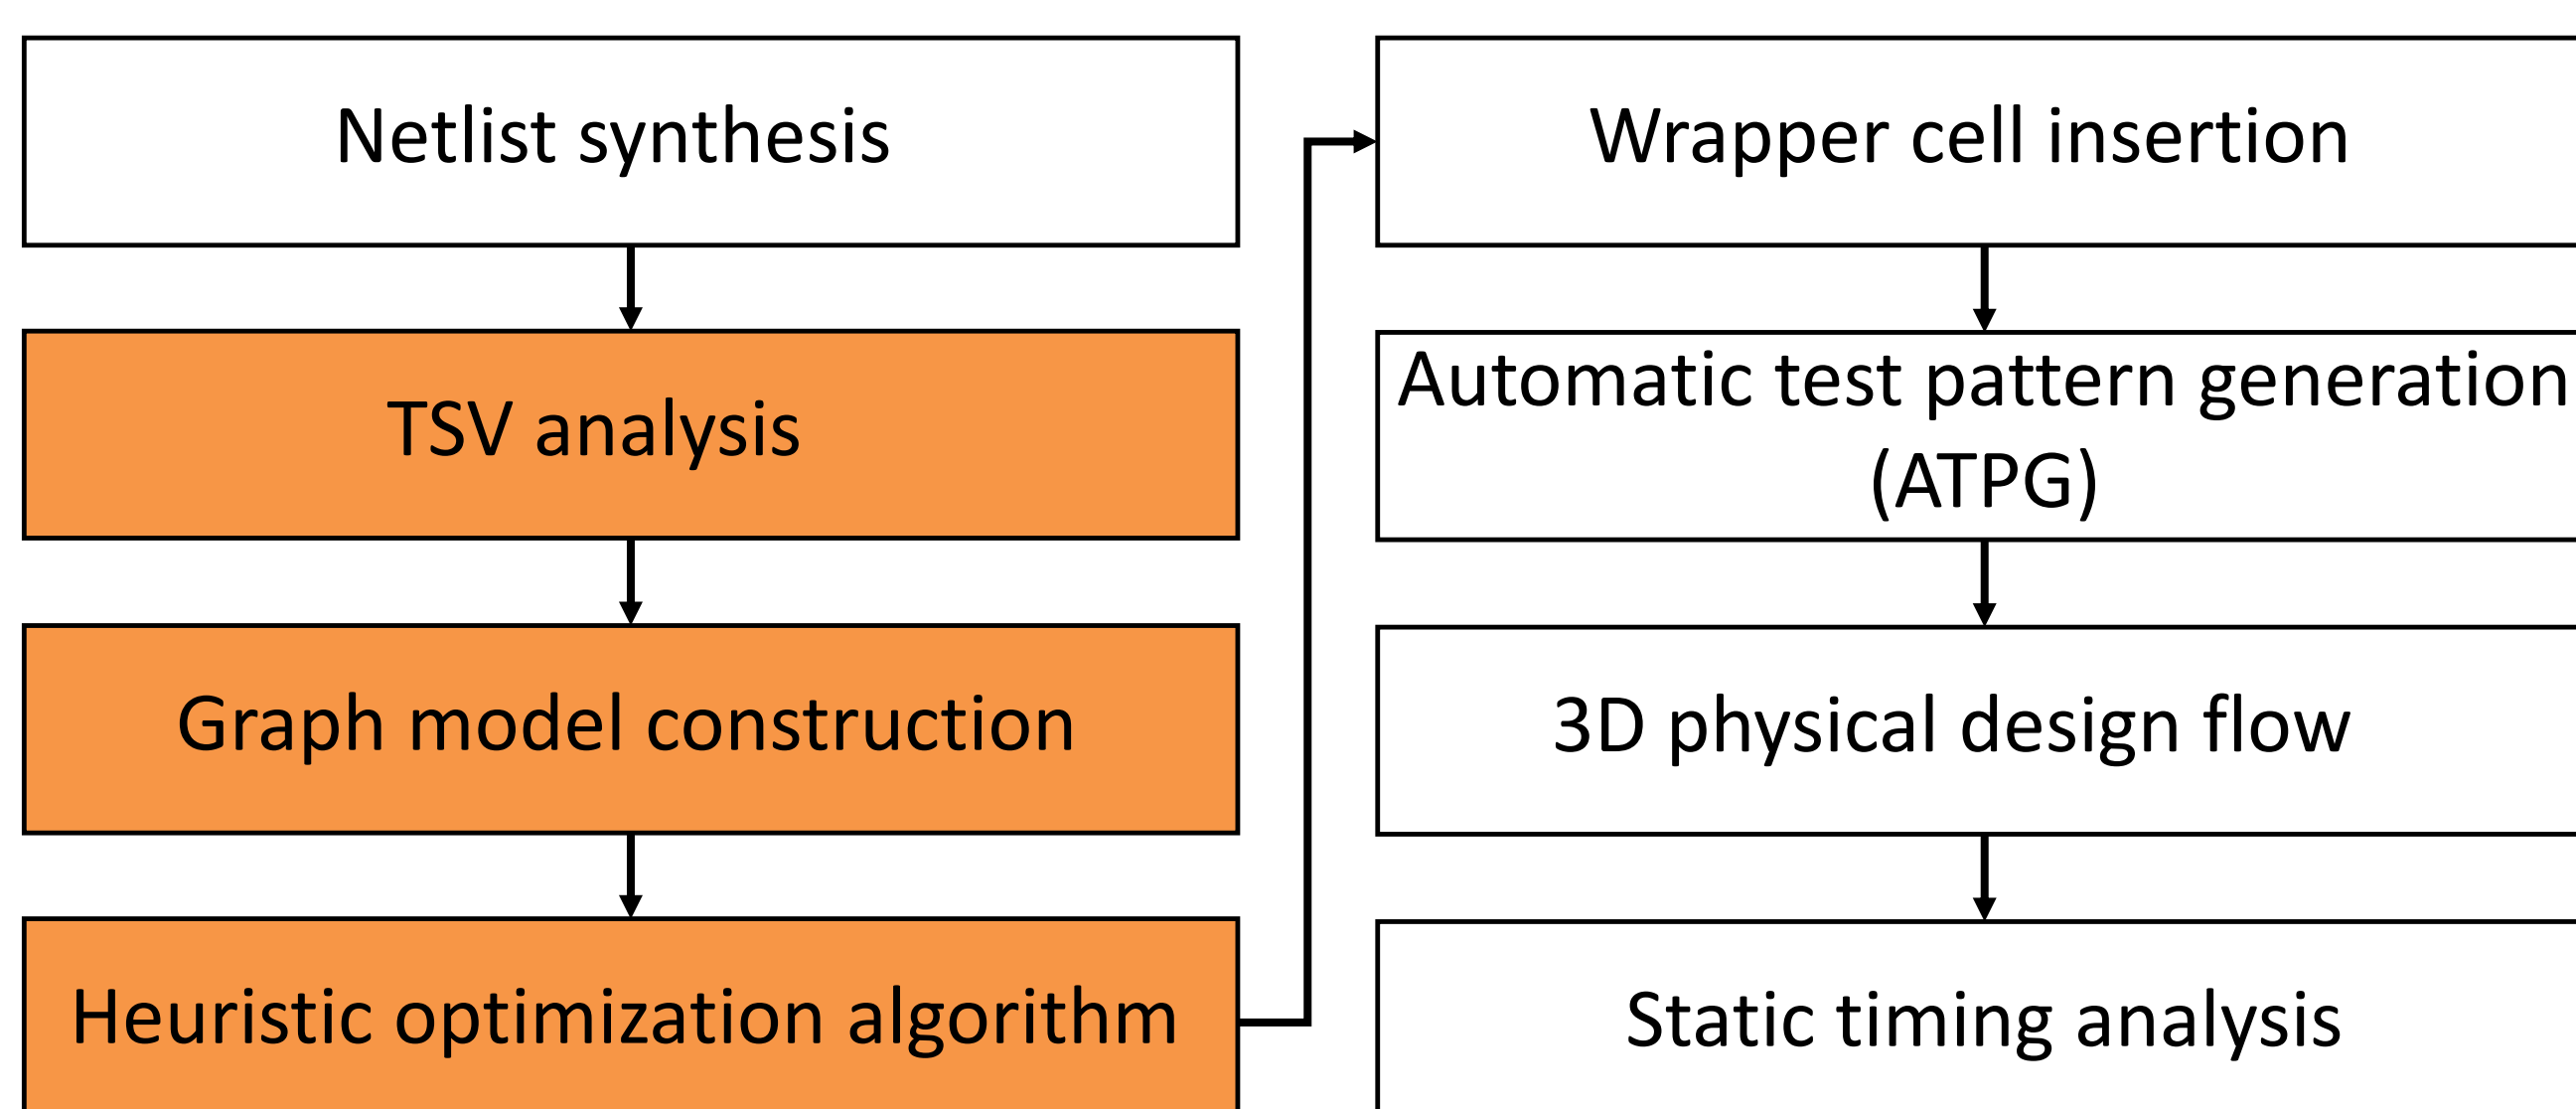 Netlist synthesis
TSV analysis
Graph model construction
Heuristic optimization algorithm
Wrapper cell insertion
Automatic test pattern generation
(ATPG)
3D physical design flow
Static timing analysis